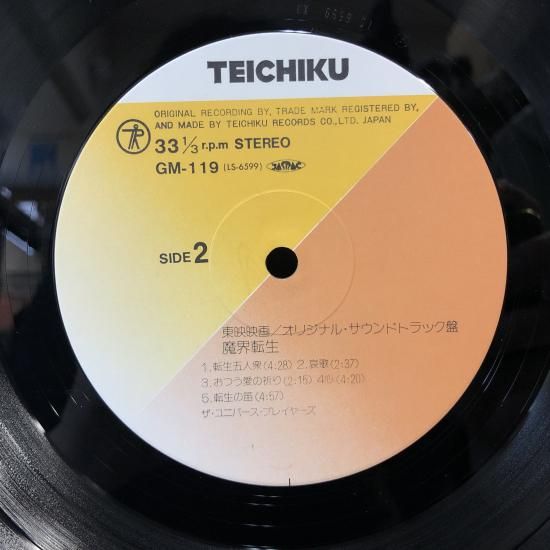 TEICHIKU
ORIGINAL RECORDING BY, TRADE MARK REGISTERED BY,
AND MADE BY TEICHIKU RECORDS CO.,LTD. JAPAN
33 1/3 r.p.m STEREO
GM-119 (LS-6599) JASRAC
SIDE 2
東映映画/オリジナル・サウンドトラック盤
魔界転生
1. 転生五人衆(4:28) 2. 哀歌(2:37)
3. おつう愛の祈り(2:15) (4:20)
5. 転生の笛(4:57)
ザ・ユニバース・プレイヤーズ